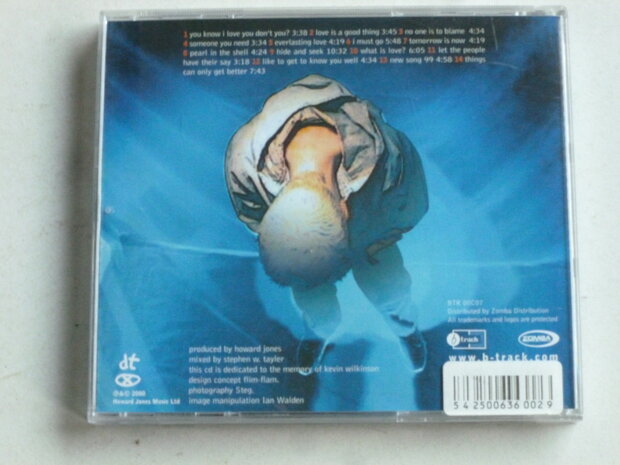 1 you know i love you don't you? 3:38 2 love is a good thing 3:45 3 no one is to blame 4:34
4 someone you need 3:34 5 everlasting love 4:19 6 i must go 5:48 7 tomorrow is now 4:19
8 pearl in the shell 4:24 9 hide and seek 10:32 10 what is love? 6:05 11 let the people
have their say 3:18 12 like to get to know you well 4:34 13 new song 99 4:58 14 things
can only get better 7:43
BTR 00C07
Distributed by Zomba Distribution
All trademarks and logos are protected
b track
ZOMBA
www.b-track.com
produced by howard jones
mixed by stephen w. tayler
this cd is dedicated to the memory of kevin wilkinson
design concept flim-flam.
photography Steg.
image manipulation Ian Walden
dt
℗&© 2000
Howard Jones Music Ltd
5 425006 360029